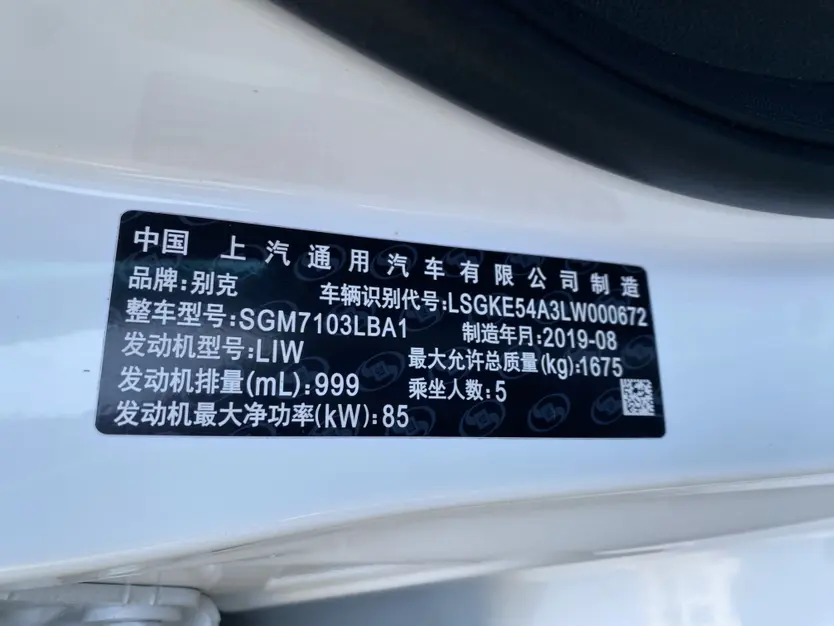 中国 上汽通用汽车有限公司制造
品牌:别克 车辆识别代号:LSGKE54A3LW000672
整车型号:SGM7103LBA1 制造年月:2019-08
发动机型号:LIW 最大允许总质量(kg):1675
发动机排量(mL):999 乘坐人数:5
发动机最大净功率(kW):85